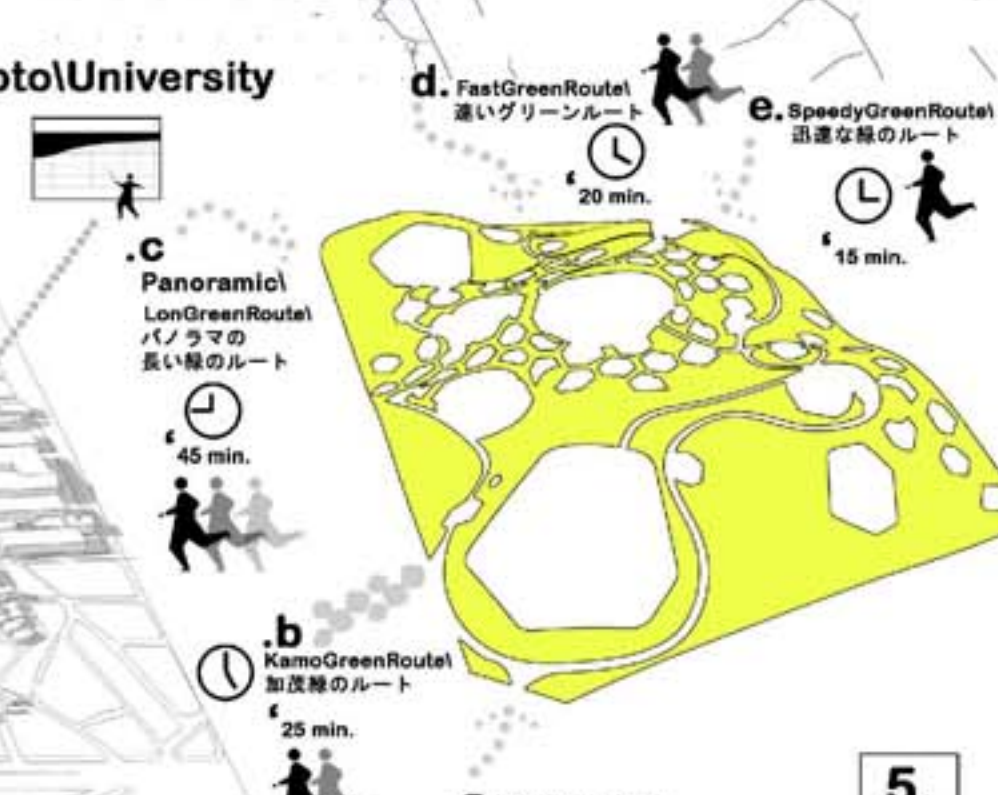 oto\University
d. FastGreenRoute\
速いグリーンルート
‘20 min.
e. SpeedyGreenRoute\
迅速な緑のルート
‘15 min.
.c
Panoramic\
LonGreenRoute\
パノラマの
長い緑のルート
‘45 min.
.b
KamoGreenRoute\
加茂緑のルート
‘25 min.
5